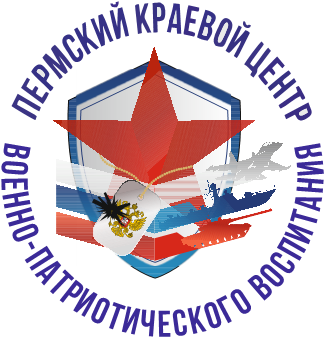 ПЕРМСКИЙ КРАЕВОЙ ЦЕНТР
ВОЕННО-ПАТРИОТИЧЕСКОГО ВОСПИТАНИЯ